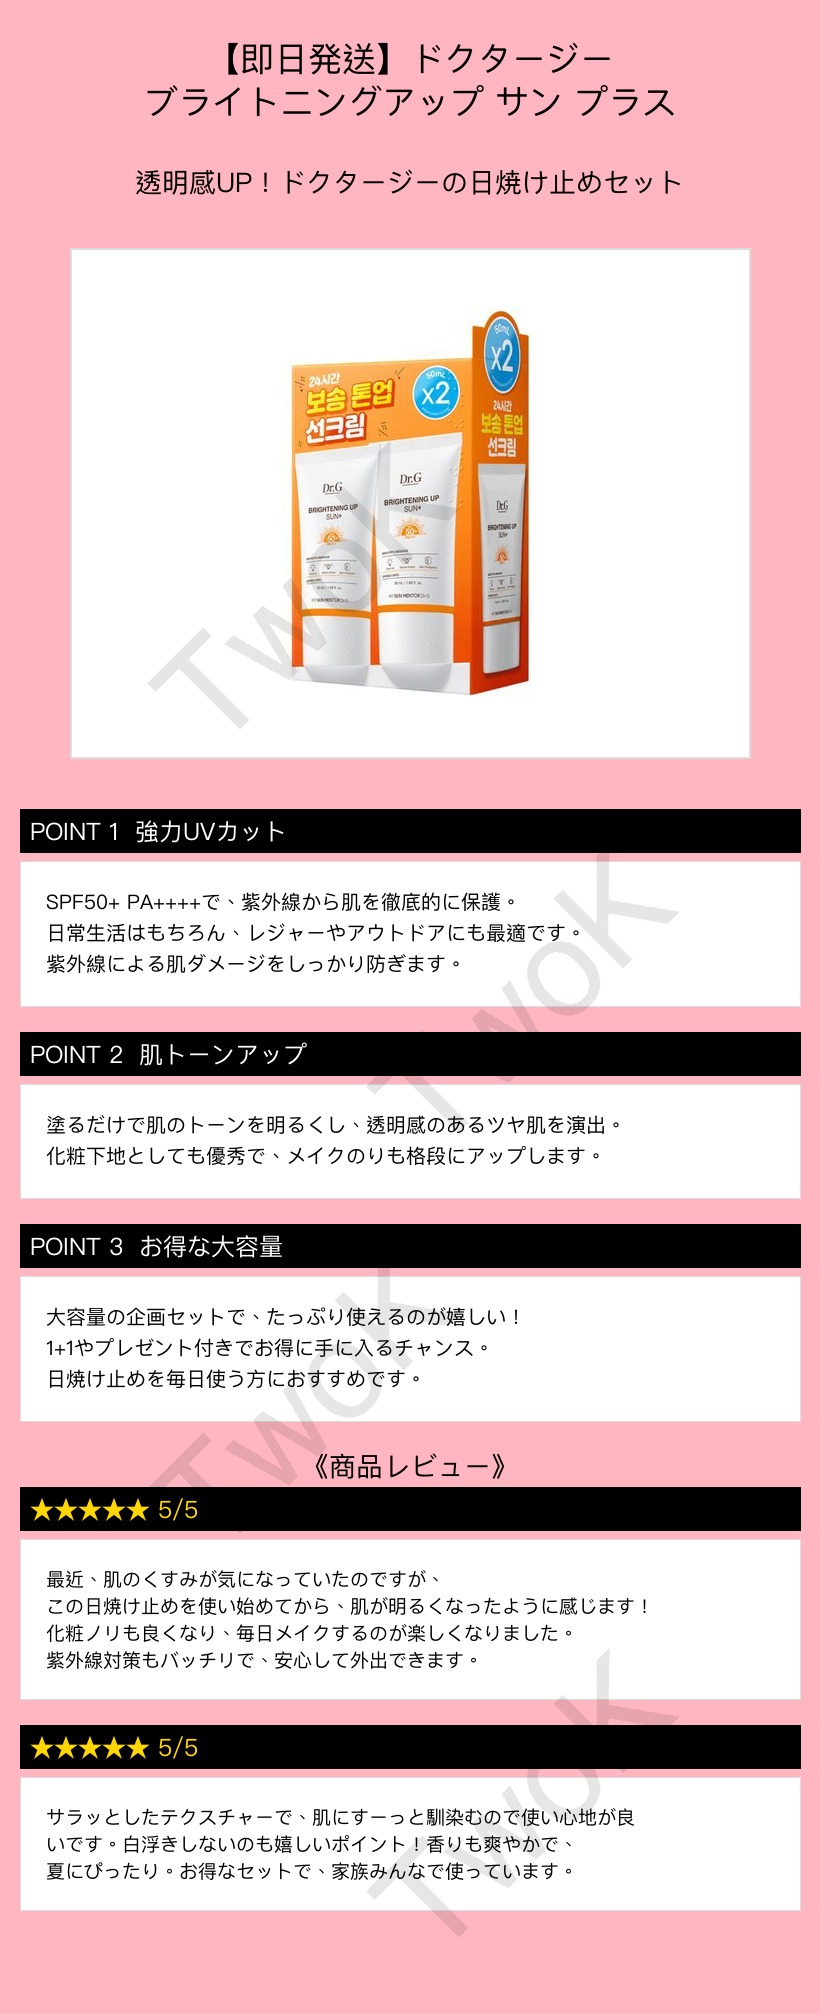 【即日発送】ドクタージー
ブライトニングアップ サン プラス
透明感UP！ドクタージーの日焼け止めセット
24시간
보송 톤업
선크림
50mL
x2
50mL
x2
24시간
보송 톤업
선크림
Dr.G
BRIGHTENING UP
SUN+
50+
MY SKIN MENTOR Dr.G
Dr.G
BRIGHTENING UP
SUN+
50+
MY SKIN MENTOR Dr.G
Dr.G
BRIGHTENING UP
SUN+
TwoK
POINT 1 強力UVカット
SPF50+ PA++++で、紫外線から肌を徹底的に保護。
日常生活はもちろん、レジャーやアウトドアにも最適です。
紫外線による肌ダメージをしっかり防ぎます。
TwoK
POINT 2 肌トーンアップ
塗るだけで肌のトーンを明るくし、透明感のあるツヤ肌を演出。
化粧下地としても優秀で、メイクのりも格段にアップします。
POINT 3 お得な大容量
大容量の企画セットで、たっぷり使えるのが嬉しい！
1+1やプレゼント付きでお得に手に入るチャンス。
日焼け止めを毎日使う方におすすめです。
TwoK
《商品レビュー》
★★★★★ 5/5
最近、肌のくすみが気になっていたのですが、
この日焼け止めを使い始めてから、肌が明るくなったように感じます！
化粧ノリも良くなり、毎日メイクするのが楽しくなりました。
紫外線対策もバッチリで、安心して外出できます。
★★★★★ 5/5
サラッとしたテクスチャーで、肌にすーっと馴染むので使い心地が良
いです。白浮きしないのも嬉しいポイント！香りも爽やかで、
夏にぴったり。お得なセットで、家族みんなで使っています。
TwoK